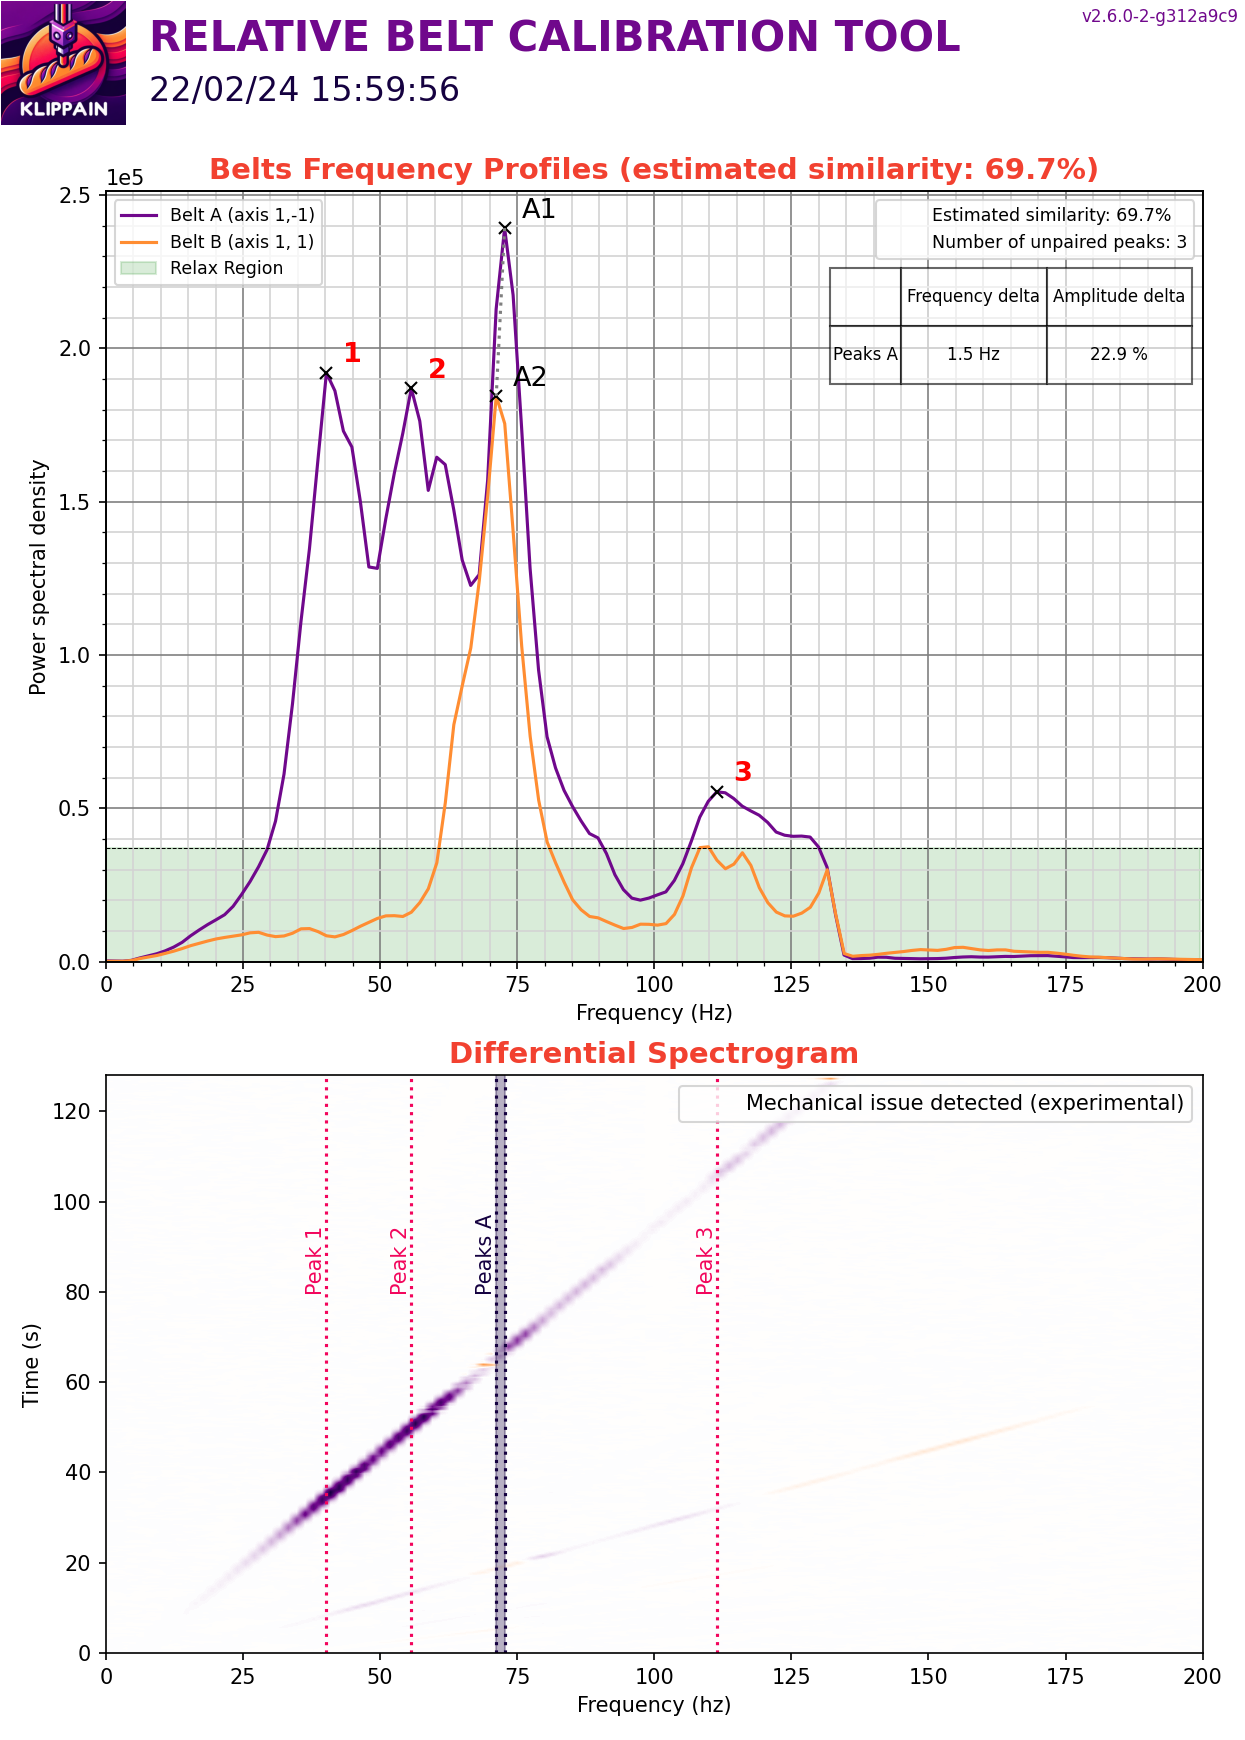 RELATIVE BELT CALIBRATION TOOL
v2.6.0-2-g312a9c9
22/02/24 15:59:56
KLIPPAIN
Belts Frequency Profiles (estimated similarity: 69.7%)
1e5
Belt A (axis 1,-1)
Belt B (axis 1, 1)
Relax Region
Estimated similarity: 69.7%
Number of unpaired peaks: 3
Frequency delta Amplitude delta
Peaks A 1.5 Hz 22.9 %
A1
A2
1
2
3
Power spectral density
2.5
2.0
1.5
1.0
0.5
0.0
0 25 50 75 100 125 150 175 200
Frequency (Hz)
Differential Spectrogram
Mechanical issue detected (experimental)
Peak 1
Peak 2
Peaks A
Peak 3
Time (s)
120
100
80
60
40
20
0
0 25 50 75 100 125 150 175 200
Frequency (hz)